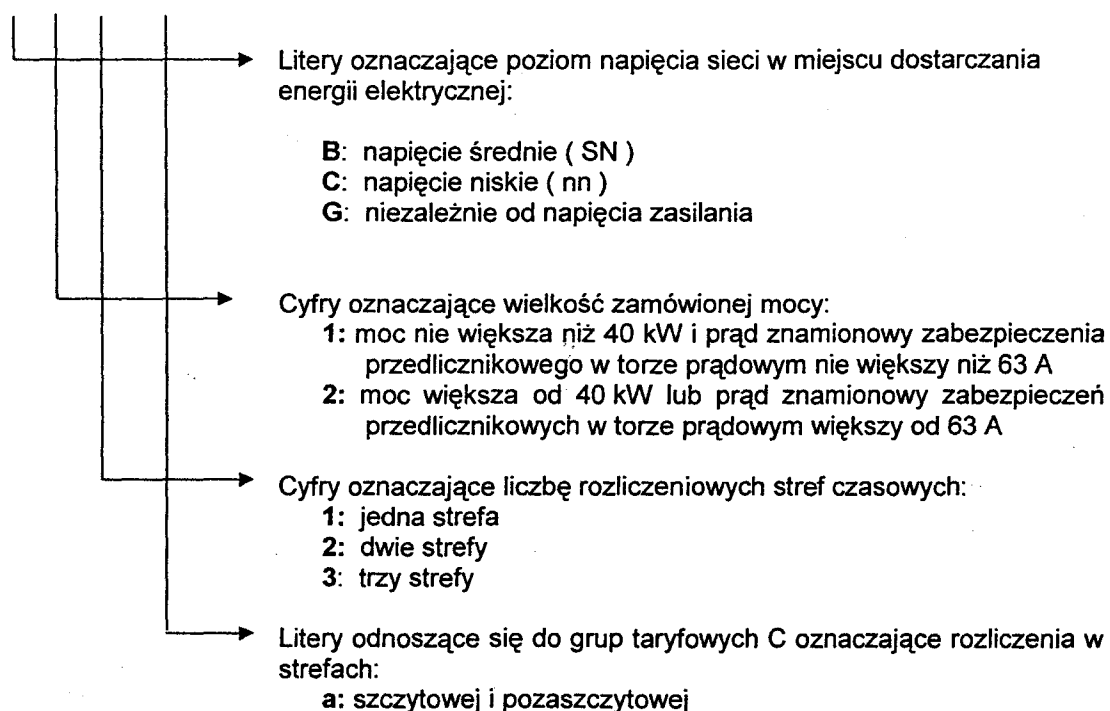 Litery oznaczające poziom napięcia sieci w miejscu dostarczania
energii elektrycznej:
B: napięcie średnie ( SN )
C: napięcie niskie ( nn )
G: niezależnie od napięcia zasilania
Cyfry oznaczające wielkość zamówionej mocy:
1: moc nie większa niż 40 kW i prąd znamionowy zabezpieczenia
przedlicznikowego w torze prądowym nie większy niż 63 A
2: moc większa od 40 kW lub prąd znamionowy zabezpieczeń
przedlicznikowych w torze prądowym większy od 63 A
Cyfry oznaczające liczbę rozliczeniowych stref czasowych:
1: jedna strefa
2: dwie strefy
3: trzy strefy
Litery odnoszące się do grup taryfowych C oznaczające rozliczenia w
strefach:
a: szczytowej i pozaszczytowej